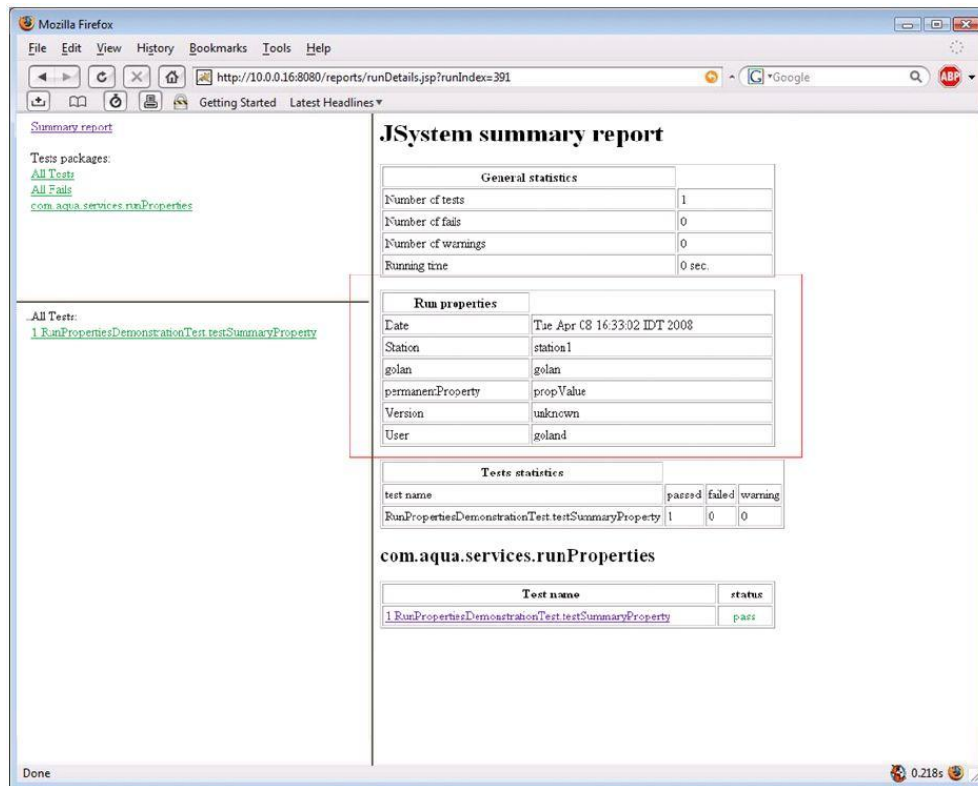 Mozilla Firefox
File Edit View History Bookmarks Tools Help
http://10.0.0.16:8080/reports/runDetails.jsp?runIndex=391
G Google
ABP
Getting Started Latest Headlines
Summary report
Tests packages:
All Tests
All Fails
com.aqua.services.runProperties
All Tests:
1.RunPropertiesDemonstrationTest.testSummaryProperty
JSystem summary report
General statistics
Number of tests 1
Number of fails 0
Number of warnings 0
Running time 0 sec.
Run properties
Date Tue Apr 08 16:33:02 IDT 2008
Station station1
golan golan
permanentProperty propValue
Version unknown
User goland
Tests statistics
test name passed failed warning
RunPropertiesDemonstrationTest.testSummaryProperty 1 0 0
com.aqua.services.runProperties
Test name status
1.RunPropertiesDemonstrationTest.testSummaryProperty pass
Done 0.218s